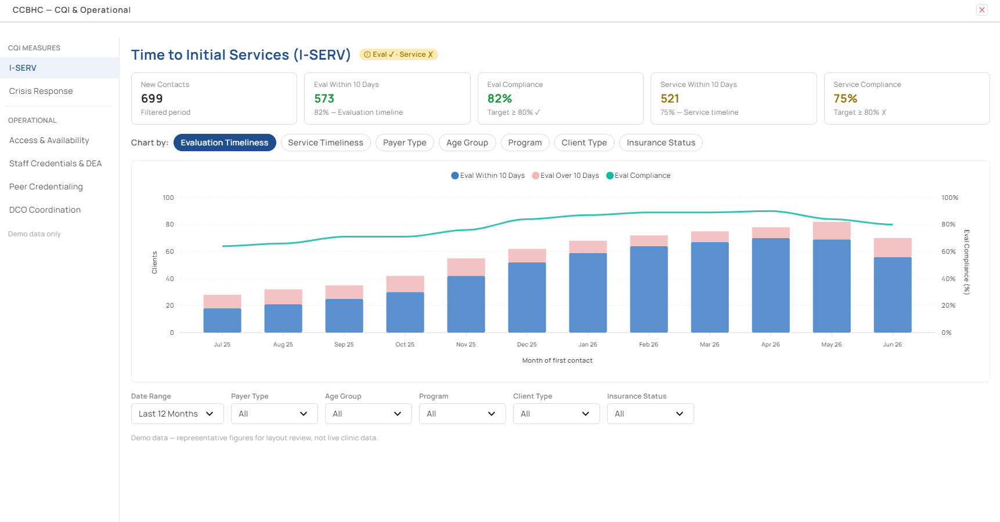 CCBHC — CQI & Operational
CQI MEASURES
I-SERV
Crisis Response
OPERATIONAL
Access & Availability
Staff Credentials & DEA
Peer Credentialing
DCO Coordination
Demo data only
Time to Initial Services (I-SERV)
Eval ✓ · Service ✗
New Contacts
699
Filtered period
Eval Within 10 Days
573
82% — Evaluation timeline
Eval Compliance
82%
Target ≥ 80% ✓
Service Within 10 Days
521
75% — Service timeline
Service Compliance
75%
Target ≥ 80% ✗
Chart by: Evaluation Timeliness Service Timeliness Payer Type Age Group Program Client Type Insurance Status
Eval Within 10 Days Eval Over 10 Days Eval Compliance
Clients
100
80
60
40
20
0
100%
80%
60%
40%
20%
0%
Eval Compliance (%)
Jul 25 Aug 25 Sep 25 Oct 25 Nov 25 Dec 25 Jan 26 Feb 26 Mar 26 Apr 26 May 26 Jun 26
Month of first contact
Date Range Payer Type Age Group Program Client Type Insurance Status
Last 12 Months All All All All All
Demo data — representative figures for layout review, not live clinic data.